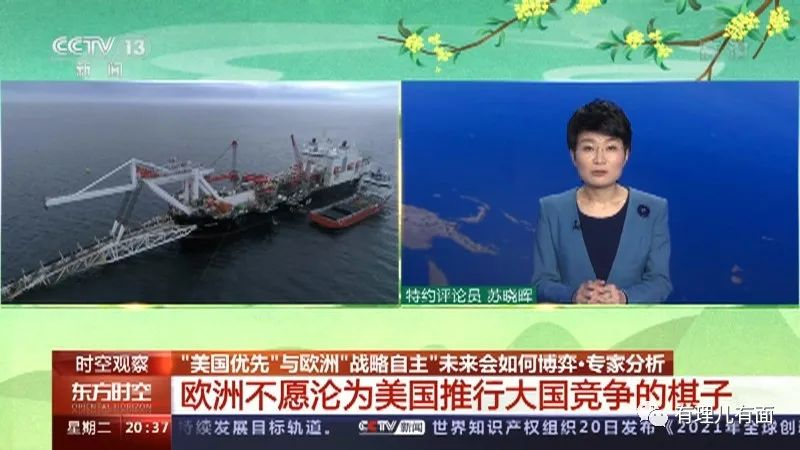 CCTV 13
新闻
特约评论员 苏晓晖
时空观察
"美国优先"与欧洲"战略自主"未来会如何博弈·专家分析
东方时空
ORIENTAL HORIZON
欧洲不愿沦为美国推行大国竞争的棋子
有理儿有面
星期二 20:37
持续发展目标轨道。 CCTV 新闻 世界知识产权组织20日发布《2021年全球创